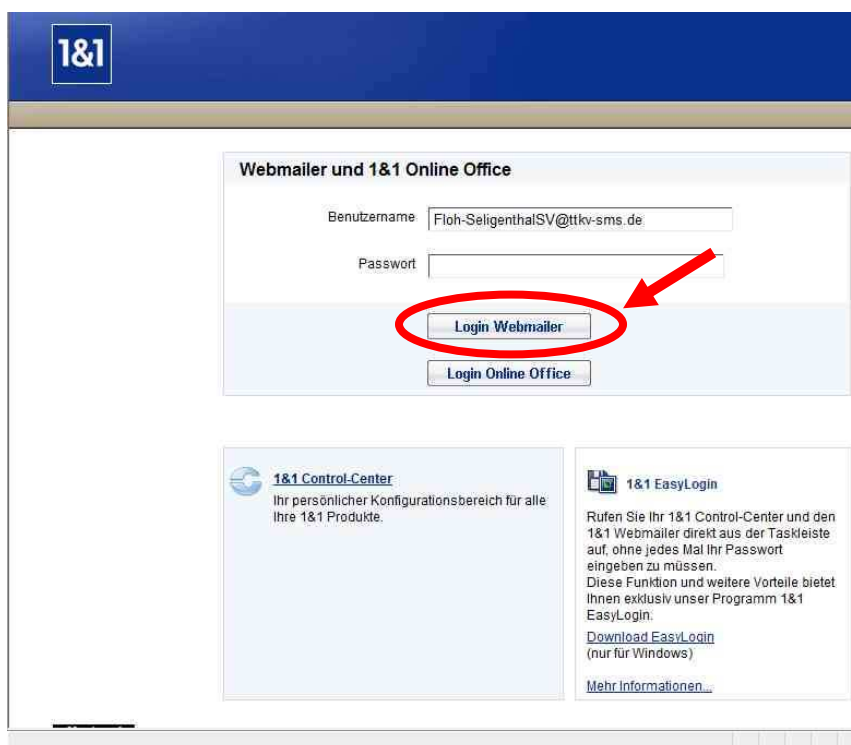 1&1
Webmailer und 1&1 Online Office
Benutzername
Floh-SeligenthalSV@ttkv-sms.de
Passwort
Login Webmailer
Login Online Office
1&1 Control-Center
Ihr persönlicher Konfigurationsbereich für alle
Ihre 1&1 Produkte.
1&1 EasyLogin
Rufen Sie Ihr 1&1 Control-Center und den
1&1 Webmailer direkt aus der Taskleiste
auf, ohne jedes Mal Ihr Passwort
eingeben zu müssen.
Diese Funktion und weitere Vorteile bietet
Ihnen exklusiv unser Programm 1&1
EasyLogin.
Download EasyLogin
(nur für Windows)
Mehr Informationen...